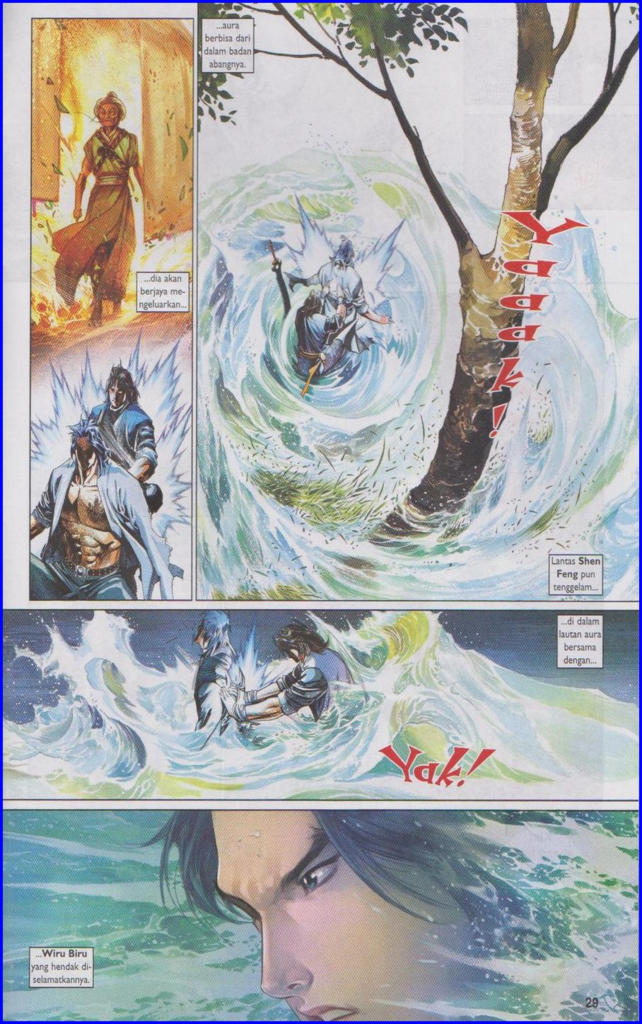 ...dia akan
berjaya me-
ngeluarkan...
...aura
berbisa dari
dalam badan
abangnya.
Yaaak!
Lantas Shen
Feng pun
tenggelam...
...di dalam
lautan aura
bersama
dengan...
Yak!
...Wiru Biru
yang hendak di-
selamatkannya.
29